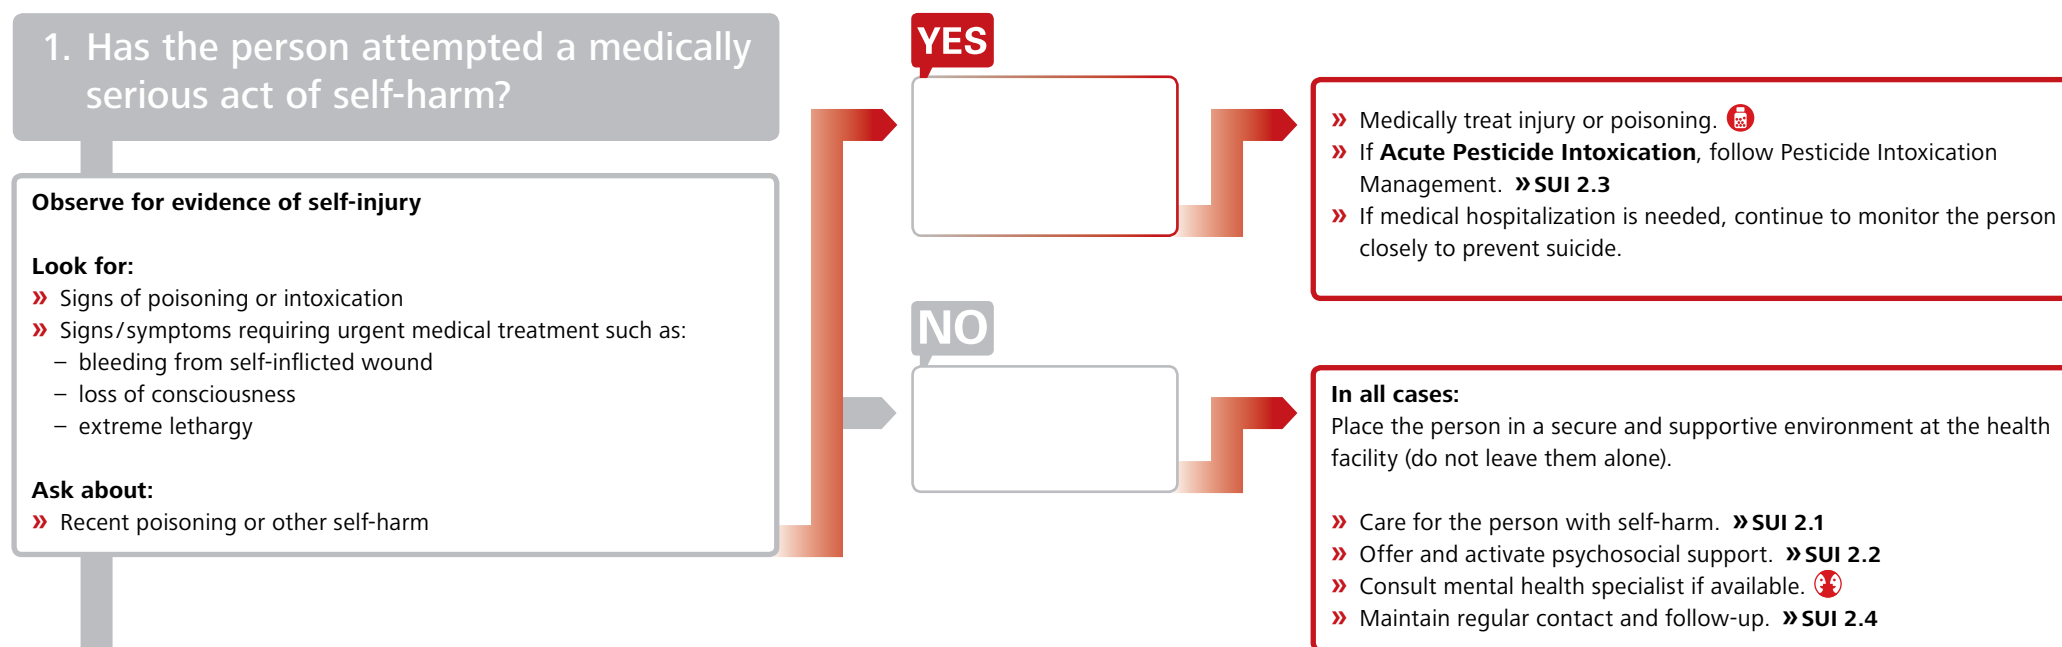 1. Has the person attempted a medically
serious act of self-harm?
Observe for evidence of self-injury
Look for:
» Signs of poisoning or intoxication
» Signs/symptoms requiring urgent medical treatment such as:
– bleeding from self-inflicted wound
– loss of consciousness
– extreme lethargy
Ask about:
» Recent poisoning or other self-harm
YES
» Medically treat injury or poisoning.
» If Acute Pesticide Intoxication, follow Pesticide Intoxication
Management. » SUI 2.3
» If medical hospitalization is needed, continue to monitor the person
closely to prevent suicide.
NO
In all cases:
Place the person in a secure and supportive environment at the health
facility (do not leave them alone).
» Care for the person with self-harm. » SUI 2.1
» Offer and activate psychosocial support. » SUI 2.2
» Consult mental health specialist if available.
» Maintain regular contact and follow-up. » SUI 2.4